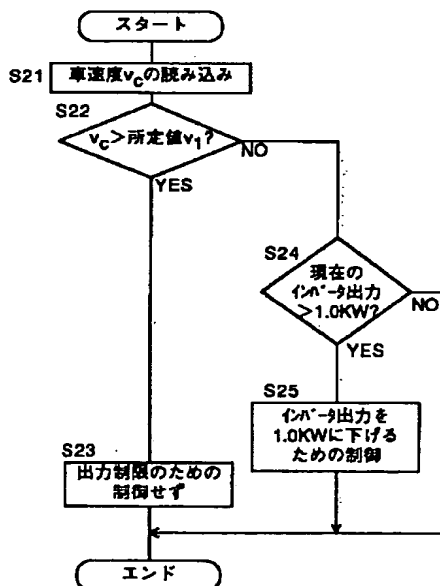 スタート
S21
車速度vCの読み込み
S22
vC＞所定値v1?
NO
YES
S24
現在の
ｲﾝﾊﾞｰﾀ出力
＞1.0KW?
NO
YES
S25
ｲﾝﾊﾞｰﾀ出力を
1.0KWに下げる
ための制御
S23
出力制限のための
制御せず
エンド